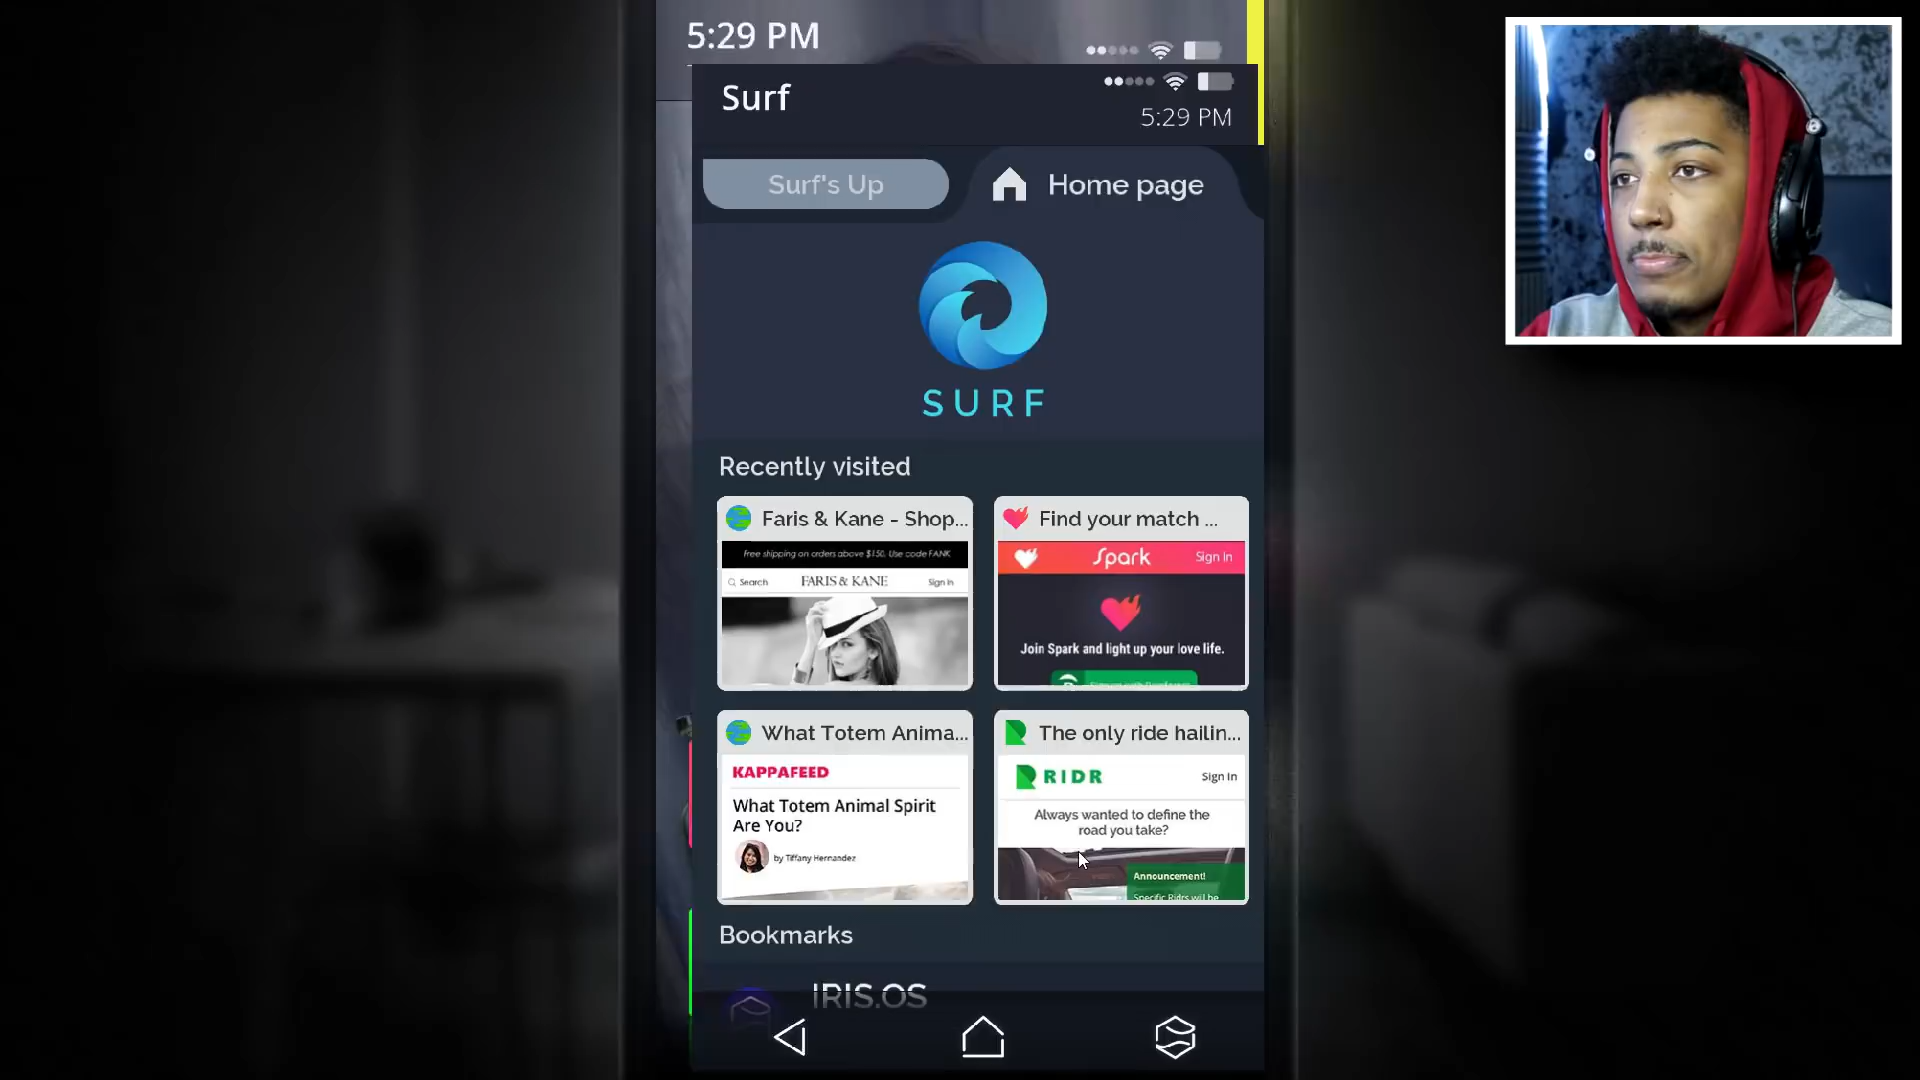 5:29 PM
Surf
5:29 PM
Surf's Up
Home page
SURF
Recently visited
Faris & Kane - Shop...
Free shipping on orders above $150. Use code FANK
Search
FARIS & KANE
Sign In
Find your match ...
Spark
Sign In
Join Spark and light up your love life.
What Totem Anima...
KAPPAFEED
What Totem Animal Spirit
Are You?
by Tiffany Hernandez
The only ride hailin...
RIDR
Sign In
Always wanted to define the
road you take?
Announcement!
Specific Ridrs will be
Bookmarks
IRIS.OS